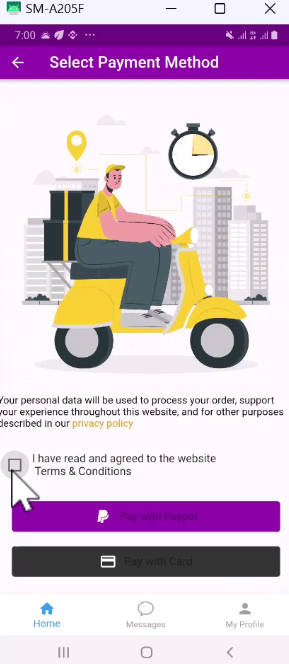 SM-A205F
7:00
Select Payment Method
Your personal data will be used to process your order, support
your experience throughout this website, and for other purposes
described in our privacy policy
I have read and agreed to the website
Terms & Conditions
Pay with Paypal
Pay with Card
Home
Messages
My Profile